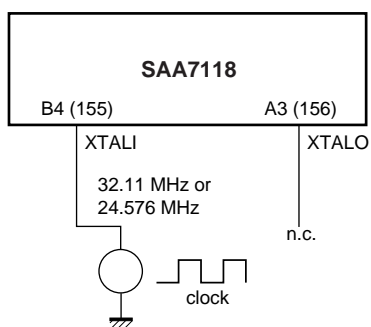 SAA7118
B4 (155) A3 (156)
XTALI XTALO
32.11 MHz or
24.576 MHz
n.c.
clock